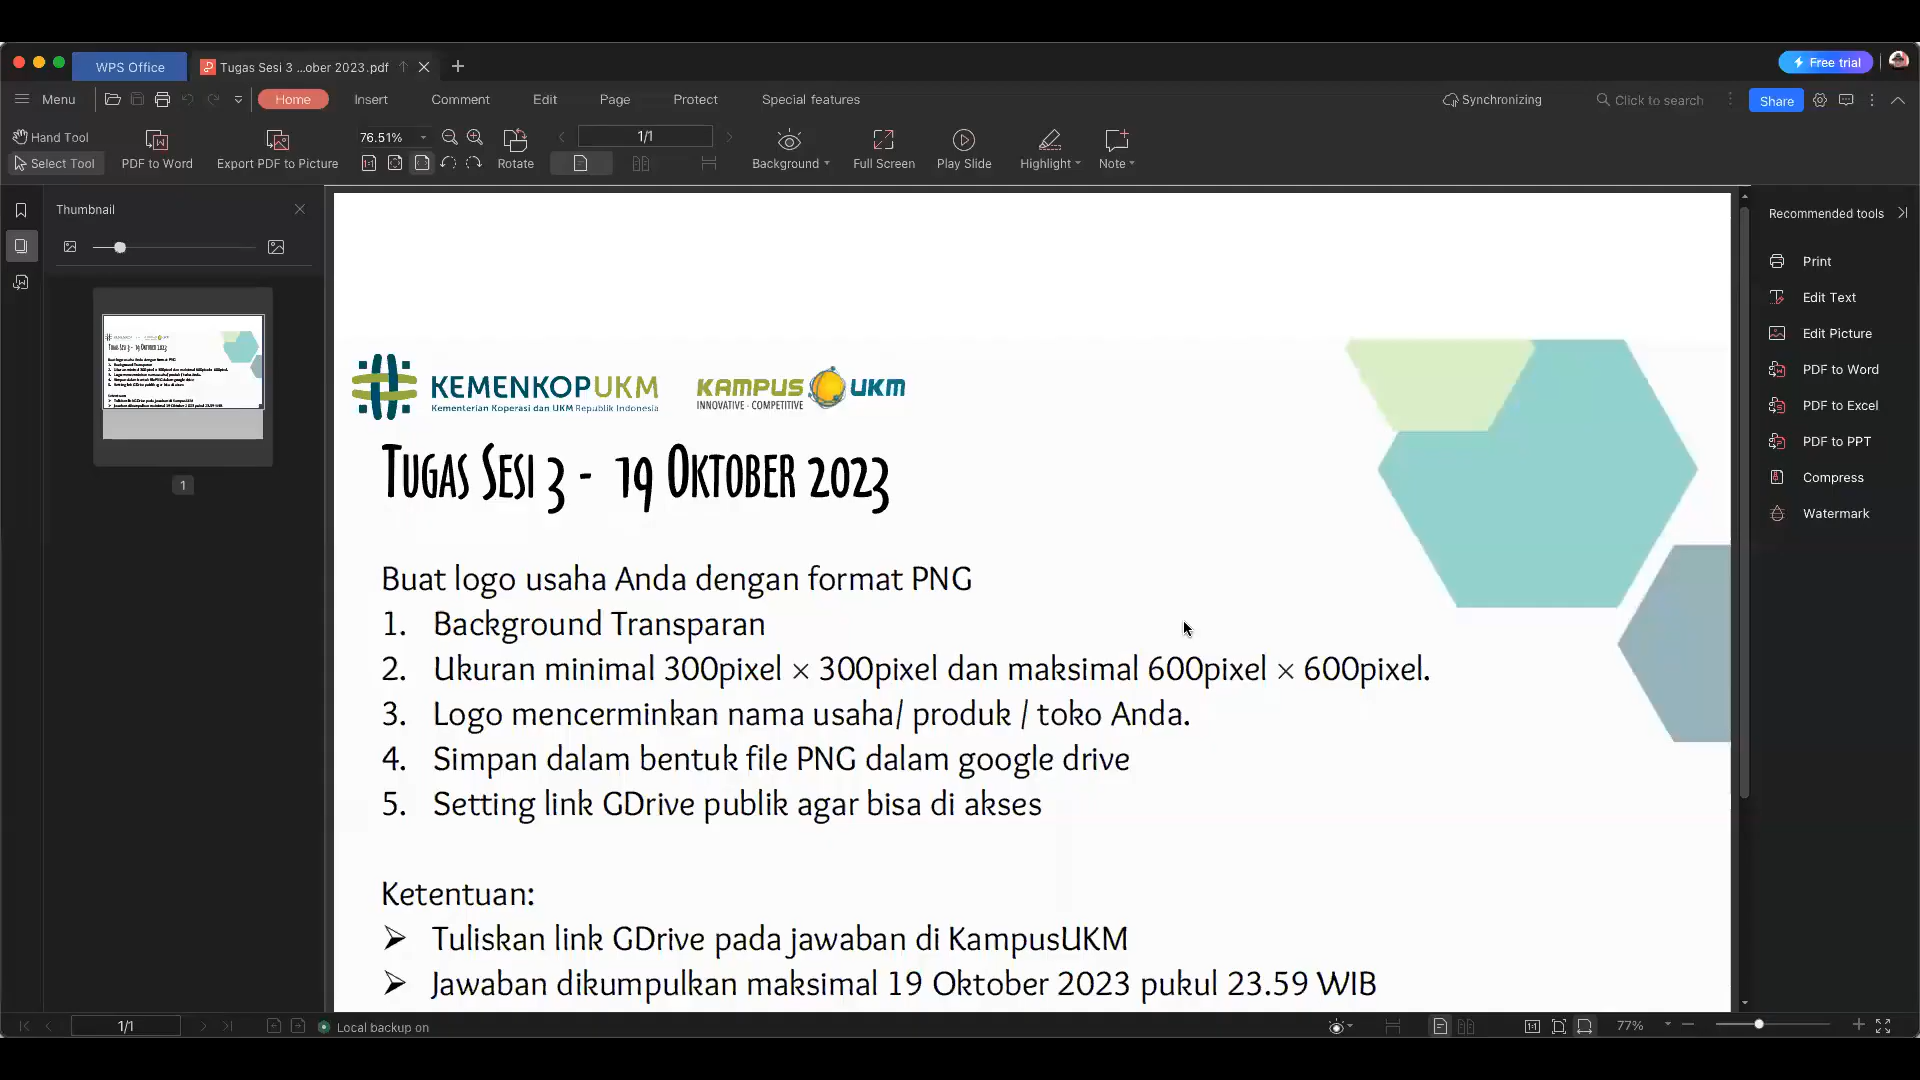 WPS Office
Tugas Sesi 3 ...ober 2023.pdf
Free trial
Menu
Home
Insert
Comment
Edit
Page
Protect
Special features
Synchronizing
Click to search
Share
Hand Tool
Select Tool
PDF to Word
Export PDF to Picture
76.51%
Rotate
1/1
Background
Full Screen
Play Slide
Highlight
Note
Thumbnail
1
KEMENKOPUKM
Kementerian Koperasi dan UKM Republik Indonesia
KAMPUS UKM
INNOVATIVE - COMPETITIVE
Tugas Sesi 3 - 19 Oktober 2023
Buat logo usaha Anda dengan format PNG
1. Background Transparan
2. Ukuran minimal 300pixel × 300pixel dan maksimal 600pixel × 600pixel.
3. Logo mencerminkan nama usaha/ produk / toko Anda.
4. Simpan dalam bentuk file PNG dalam google drive
5. Setting link GDrive publik agar bisa di akses
Ketentuan:
➢ Tuliskan link GDrive pada jawaban di KampusUKM
➢ Jawaban dikumpulkan maksimal 19 Oktober 2023 pukul 23.59 WIB
Recommended tools
Print
Edit Text
Edit Picture
PDF to Word
PDF to Excel
PDF to PPT
Compress
Watermark
1/1
Local backup on
77%